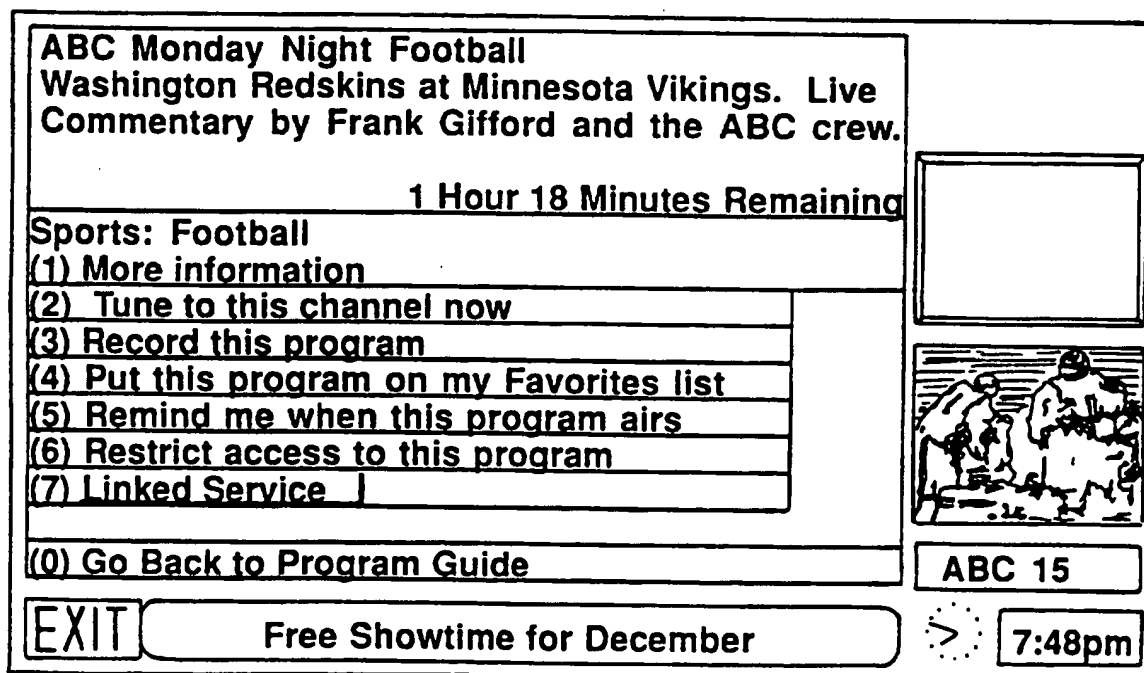 ABC Monday Night Football
Washington Redskins at Minnesota Vikings. Live
Commentary by Frank Gifford and the ABC crew.
1 Hour 18 Minutes Remaining
Sports: Football
(1) More information
(2) Tune to this channel now
(3) Record this program
(4) Put this program on my Favorites list
(5) Remind me when this program airs
(6) Restrict access to this program
(7) Linked Service
(0) Go Back to Program Guide
ABC 15
EXIT
Free Showtime for December
7:48pm